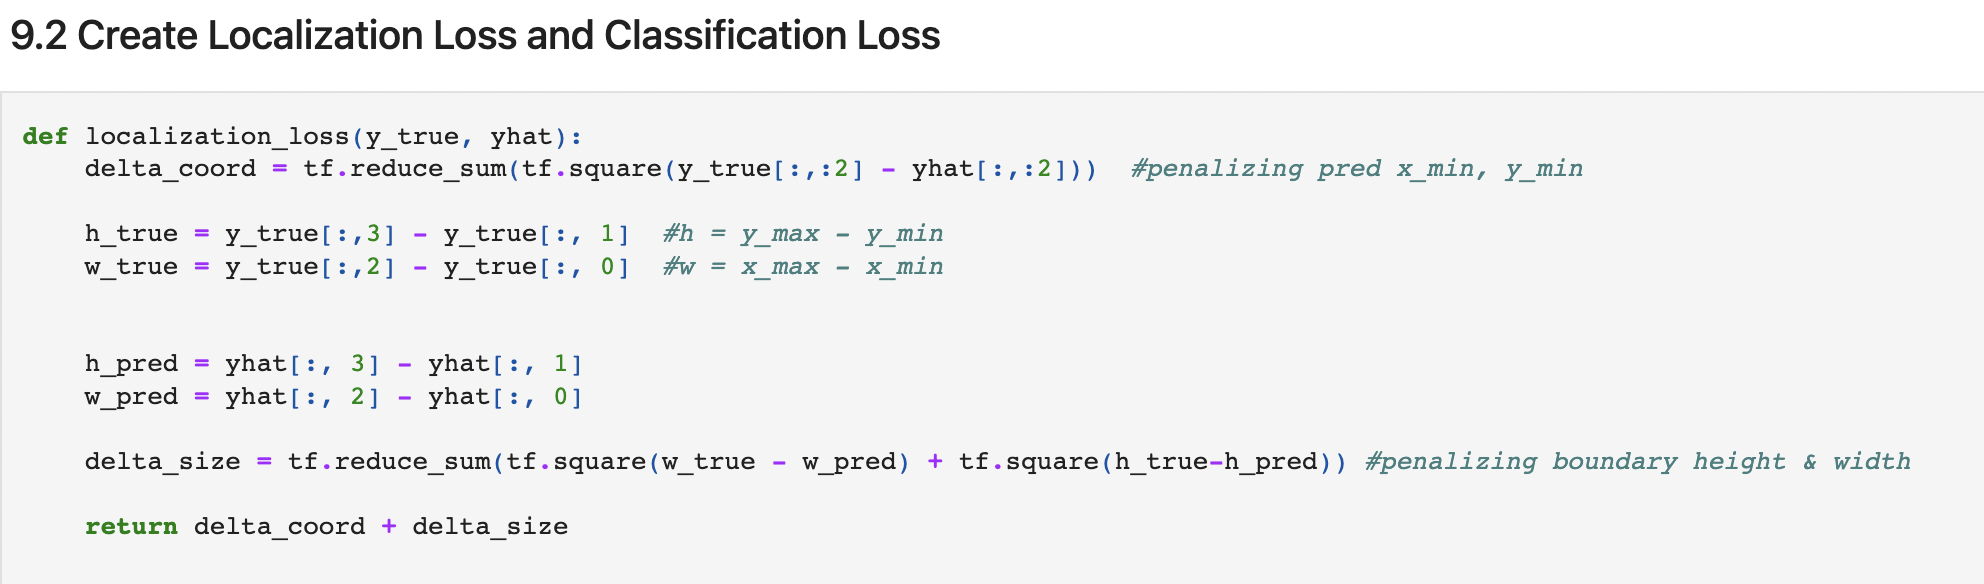 9.2 Create Localization Loss and Classification Loss
def localization_loss(y_true, yhat):
    delta_coord = tf.reduce_sum(tf.square(y_true[:,:2] - yhat[:,:2]))  #penalizing pred x_min, y_min
    h_true = y_true[:,3] - y_true[:, 1]  #h = y_max - y_min
    w_true = y_true[:,2] - y_true[:, 0]  #w = x_max - x_min
    h_pred = yhat[:, 3] - yhat[:, 1]
    w_pred = yhat[:, 2] - yhat[:, 0]
    delta_size = tf.reduce_sum(tf.square(w_true - w_pred) + tf.square(h_true-h_pred)) #penalizing boundary height & width
    return delta_coord + delta_size